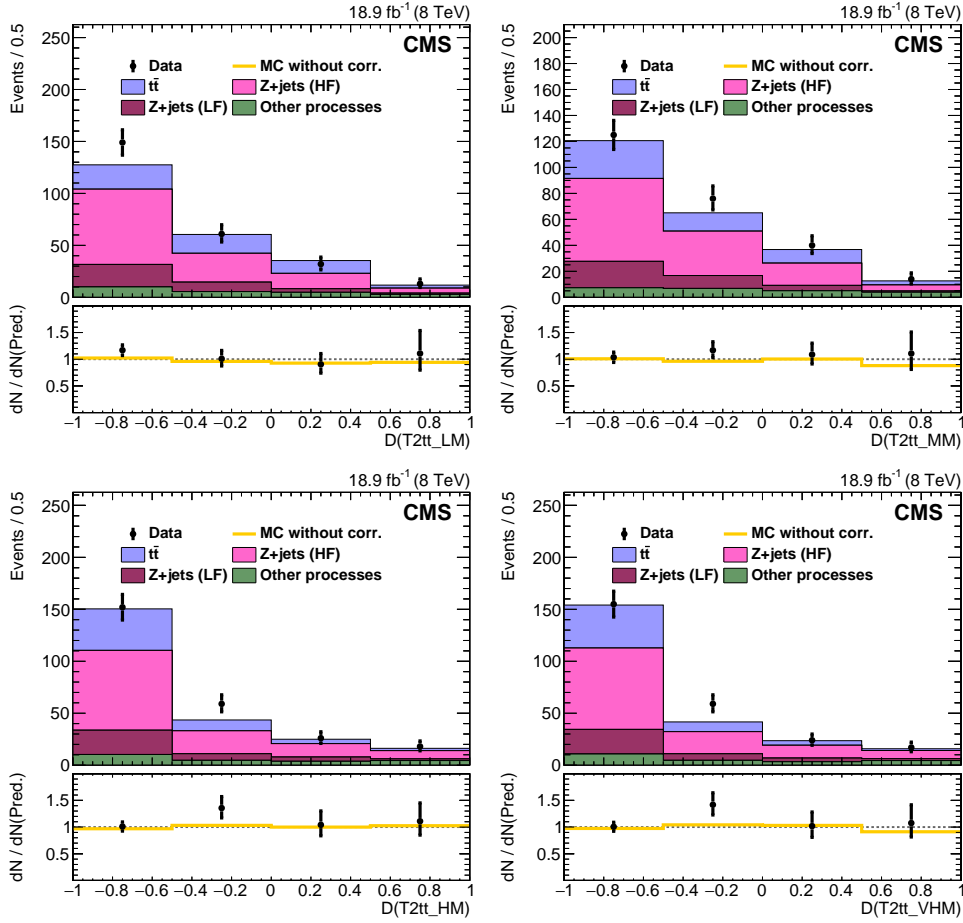 18.9 fb⁻¹ (8 TeV)
Events / 0.5
250
200
150
100
50
0
CMS
Data
MC without corr.
tt̄
Z+jets (HF)
Z+jets (LF)
Other processes
dN / dN(Pred.)
1.5
1
0.5
−1 −0.8 −0.6 −0.4 −0.2 0 0.2 0.4 0.6 0.8 1
D(T2tt_LM)
18.9 fb⁻¹ (8 TeV)
Events / 0.5
200
180
160
140
120
100
80
60
40
20
0
CMS
Data
MC without corr.
tt̄
Z+jets (HF)
Z+jets (LF)
Other processes
dN / dN(Pred.)
1.5
1
0.5
−1 −0.8 −0.6 −0.4 −0.2 0 0.2 0.4 0.6 0.8 1
D(T2tt_MM)
18.9 fb⁻¹ (8 TeV)
Events / 0.5
250
200
150
100
50
0
CMS
Data
MC without corr.
tt̄
Z+jets (HF)
Z+jets (LF)
Other processes
dN / dN(Pred.)
1.5
1
0.5
−1 −0.8 −0.6 −0.4 −0.2 0 0.2 0.4 0.6 0.8 1
D(T2tt_HM)
18.9 fb⁻¹ (8 TeV)
Events / 0.5
250
200
150
100
50
0
CMS
Data
MC without corr.
tt̄
Z+jets (HF)
Z+jets (LF)
Other processes
dN / dN(Pred.)
1.5
1
0.5
−1 −0.8 −0.6 −0.4 −0.2 0 0.2 0.4 0.6 0.8 1
D(T2tt_VHM)